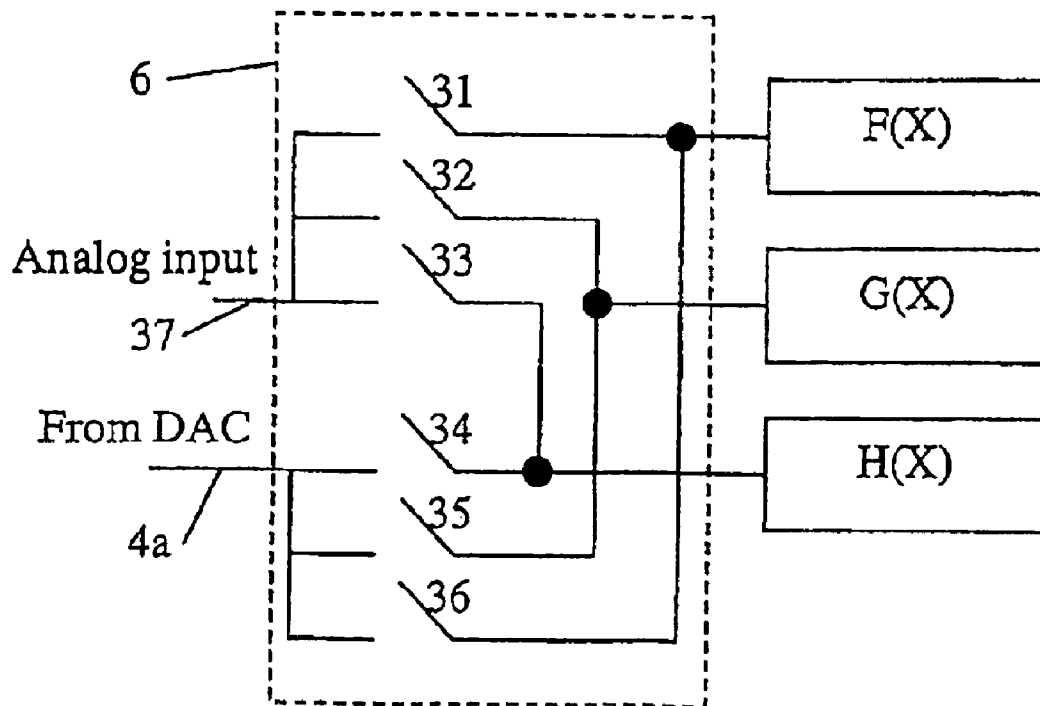 6
31
F(X)
32
Analog input
33
G(X)
37
From DAC
34
H(X)
4a
35
36